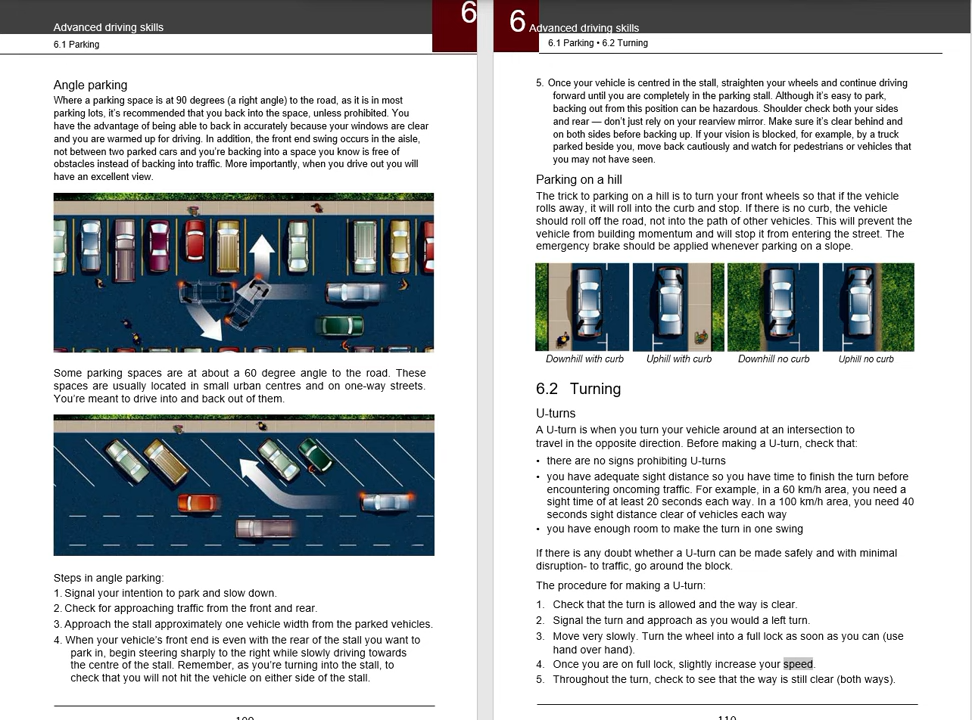 Advanced driving skills
6
6.1 Parking
Angle parking
Where a parking space is at 90 degrees (a right angle) to the road, as it is in most
parking lots, it's recommended that you back into the space, unless prohibited. You
have the advantage of being able to back in accurately because your windows are clear
and you are warmed up for driving. In addition, the front end swing occurs in the aisle,
not between two parked cars and you're backing into a space you know is free of
obstacles instead of backing into traffic. More importantly, when you drive out you will
have an excellent view.
Some parking spaces are at about a 60 degree angle to the road. These
spaces are usually located in small urban centres and on one-way streets.
You're meant to drive into and back out of them.
Steps in angle parking:
1. Signal your intention to park and slow down.
2. Check for approaching traffic from the front and rear.
3. Approach the stall approximately one vehicle width from the parked vehicles.
4. When your vehicle's front end is even with the rear of the stall you want to
park in, begin steering sharply to the right while slowly driving towards
the centre of the stall. Remember, as you're turning into the stall, to
check that you will not hit the vehicle on either side of the stall.
6 Advanced driving skills
6.1 Parking • 6.2 Turning
5. Once your vehicle is centred in the stall, straighten your wheels and continue driving
forward until you are completely in the parking stall. Although it's easy to park,
backing out from this position can be hazardous. Shoulder check both your sides
and rear — don't just rely on your rearview mirror. Make sure it's clear behind and
on both sides before backing up. If your vision is blocked, for example, by a truck
parked beside you, move back cautiously and watch for pedestrians or vehicles that
you may not have seen.
Parking on a hill
The trick to parking on a hill is to turn your front wheels so that if the vehicle
rolls away, it will roll into the curb and stop. If there is no curb, the vehicle
should roll off the road, not into the path of other vehicles. This will prevent the
vehicle from building momentum and will stop it from entering the street. The
emergency brake should be applied whenever parking on a slope.
Downhill with curb Uphill with curb Downhill no curb Uphill no curb
6.2 Turning
U-turns
A U-turn is when you turn your vehicle around at an intersection to
travel in the opposite direction. Before making a U-turn, check that:
• there are no signs prohibiting U-turns
• you have adequate sight distance so you have time to finish the turn before
encountering oncoming traffic. For example, in a 60 km/h area, you need a
sight time of at least 20 seconds each way. In a 100 km/h area, you need 40
seconds sight distance clear of vehicles each way
• you have enough room to make the turn in one swing
If there is any doubt whether a U-turn can be made safely and with minimal
disruption- to traffic, go around the block.
The procedure for making a U-turn:
1. Check that the turn is allowed and the way is clear.
2. Signal the turn and approach as you would a left turn.
3. Move very slowly. Turn the wheel into a full lock as soon as you can (use
hand over hand).
4. Once you are on full lock, slightly increase your speed.
5. Throughout the turn, check to see that the way is still clear (both ways).